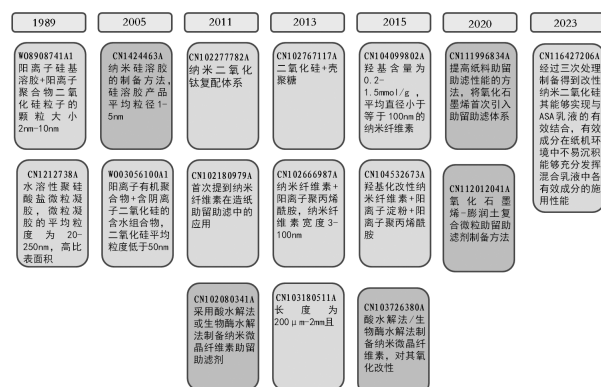 1989
2005
2011
2013
2015
2020
2023
WO8908741A1
阳离子硅基
溶胶+阳离子
聚合物二氧
化硅粒子的
颗粒大小
2nm-10nm
CN1424463A
纳米硅溶胶
的制备方法，
硅溶胶产品
平均粒径1-
5nm
CN102277782A
纳米二氧化
钛复配体系
CN102767117A
二氧化硅+壳
聚糖
CN104099802A
羟基含量为
0.2-
1.5mmol/g，
平均直径小于
等于100nm的
纳米纤维素
CN111996834A
提高纸料助留
助滤性能的方
法，将氧化石
墨烯首次引入
助留助滤体系
CN116427206A
经过三次处理
制备得到改性
纳米二氧化硅
其能够实现与
ASA乳液的有
效结合，有效
成分在纸机环
境中不易沉积
能够充分发挥
混合乳液中各
有效成分的施
用性能
CN1212738A
水溶性聚硅
酸盐微粒凝
胶，微粒凝
胶的平均粒
度为20-
250nm，高比
表面积
WO03056100A1
阳离子有机聚
合物+含阴离
子二氧化硅的
含水组合物，
二氧化硅平均
粒度低于50nm
CN102180979A
首次提到纳米
纤维素在造纸
助留助滤中的
应用
CN102666987A
纳米纤维素+
阳离子聚丙烯
酰胺，纳米纤
维素宽度3-
100nm
CN104532673A
羟基化改性纳
米纤维素+阳
离子淀粉+阳
离子聚丙烯酰
胺
CN112012041A
氧化石墨
烯-膨润土复
合微粒助留助
滤剂制备方法
CN102080341A
采用酸水解法
或生物酶水解
法制备纳米微
晶纤维素助留
助滤剂
CN103180511A
长度为
200μm-2mm且
CN103726380A
酸水解法/生
物酶水解法制
备纳米微晶纤
维素，对其氧
化改性